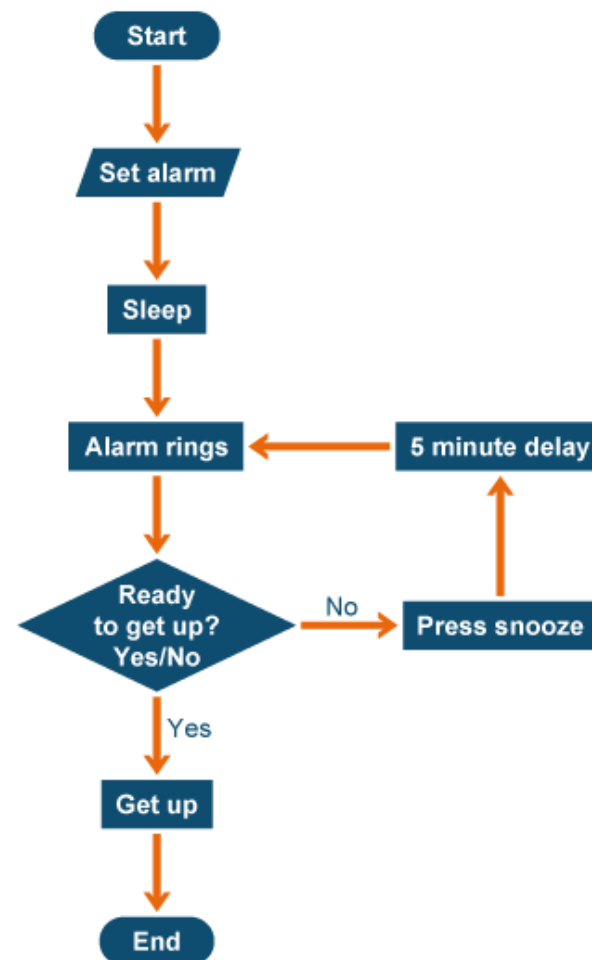 Start
Set alarm
Sleep
Alarm rings
5 minute delay
Ready
to get up?
Yes/No
No
Press snooze
Yes
Get up
End